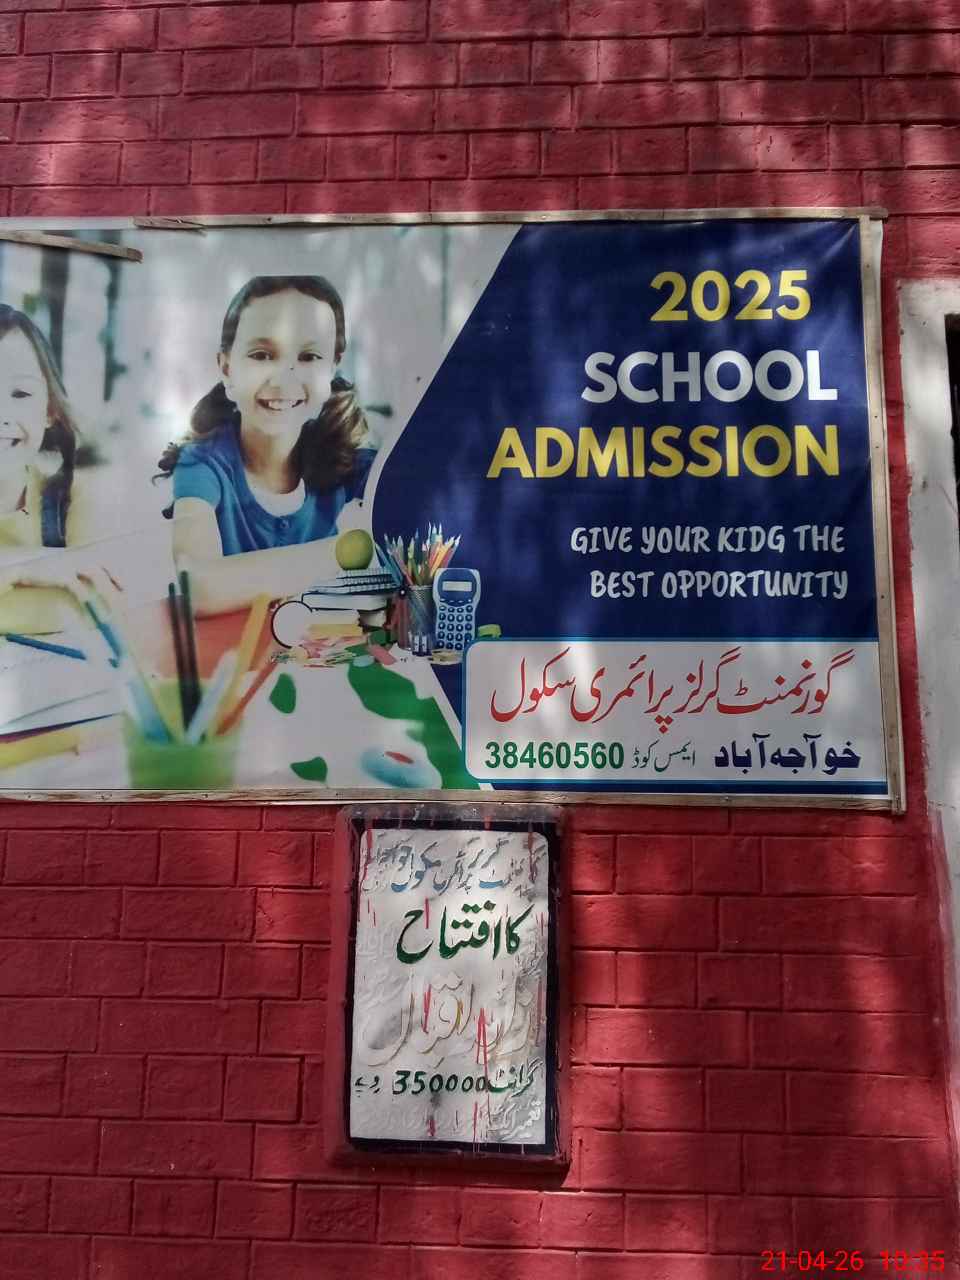 2025
SCHOOL
ADMISSION
GIVE YOUR KIDG THE
BEST OPPORTUNITY
گورنمنٹ گرلز پرائمری سکول
خوآجہ آباد ایمس کوڈ 38460560
کا افتتاح
گرانٹ 350000 روپے
21-04-26 10:35